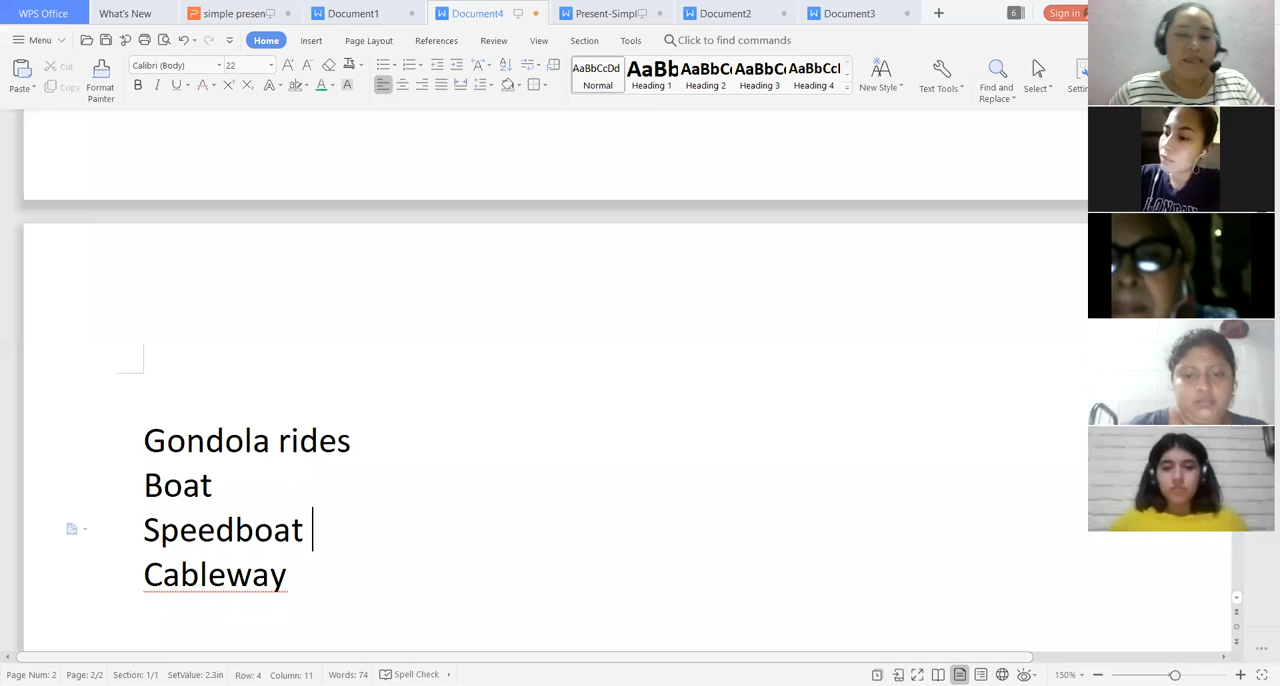 WPS Office What's New simple presen Document1 Document4 Present-Simpl Document2 Document3 + 6 Sign in
Menu Home Insert Page Layout References Review View Section Tools Click to find commands
Paste Cut Copy Format Painter Calibri (Body) 22 AaBbCcDd Normal AaBb Heading 1 AaBbC Heading 2 AaBbC Heading 3 AaBbCcI Heading 4 New Style Text Tools Find and Replace Select
Gondola rides
Boat
Speedboat
Cableway
Page Num: 2 Page: 2/2 Section: 1/1 SetValue: 2.3in Row: 4 Column: 11 Words: 74 Spell Check 150%